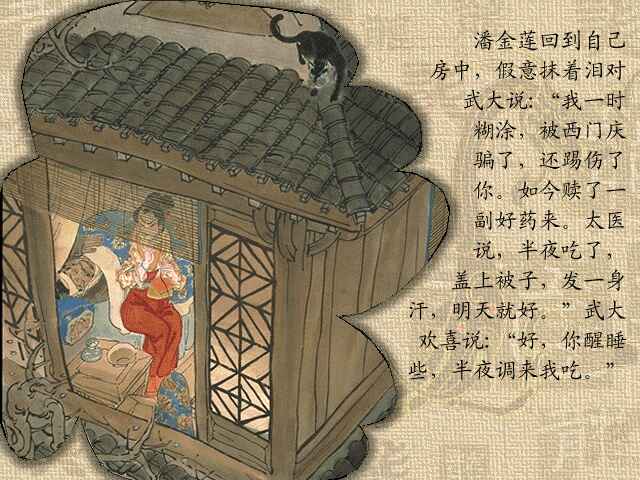 潘金莲回到自己
房中，假意抹着泪对
武大说：“我一时
糊涂，被西门庆
骗了，还踢伤了
你。如今赎了一
副好药来。太医
说，半夜吃了，
盖上被子，发一身
汗，明天就好。”武大
欢喜说：“好，你醒睡
些，半夜调来我吃。”